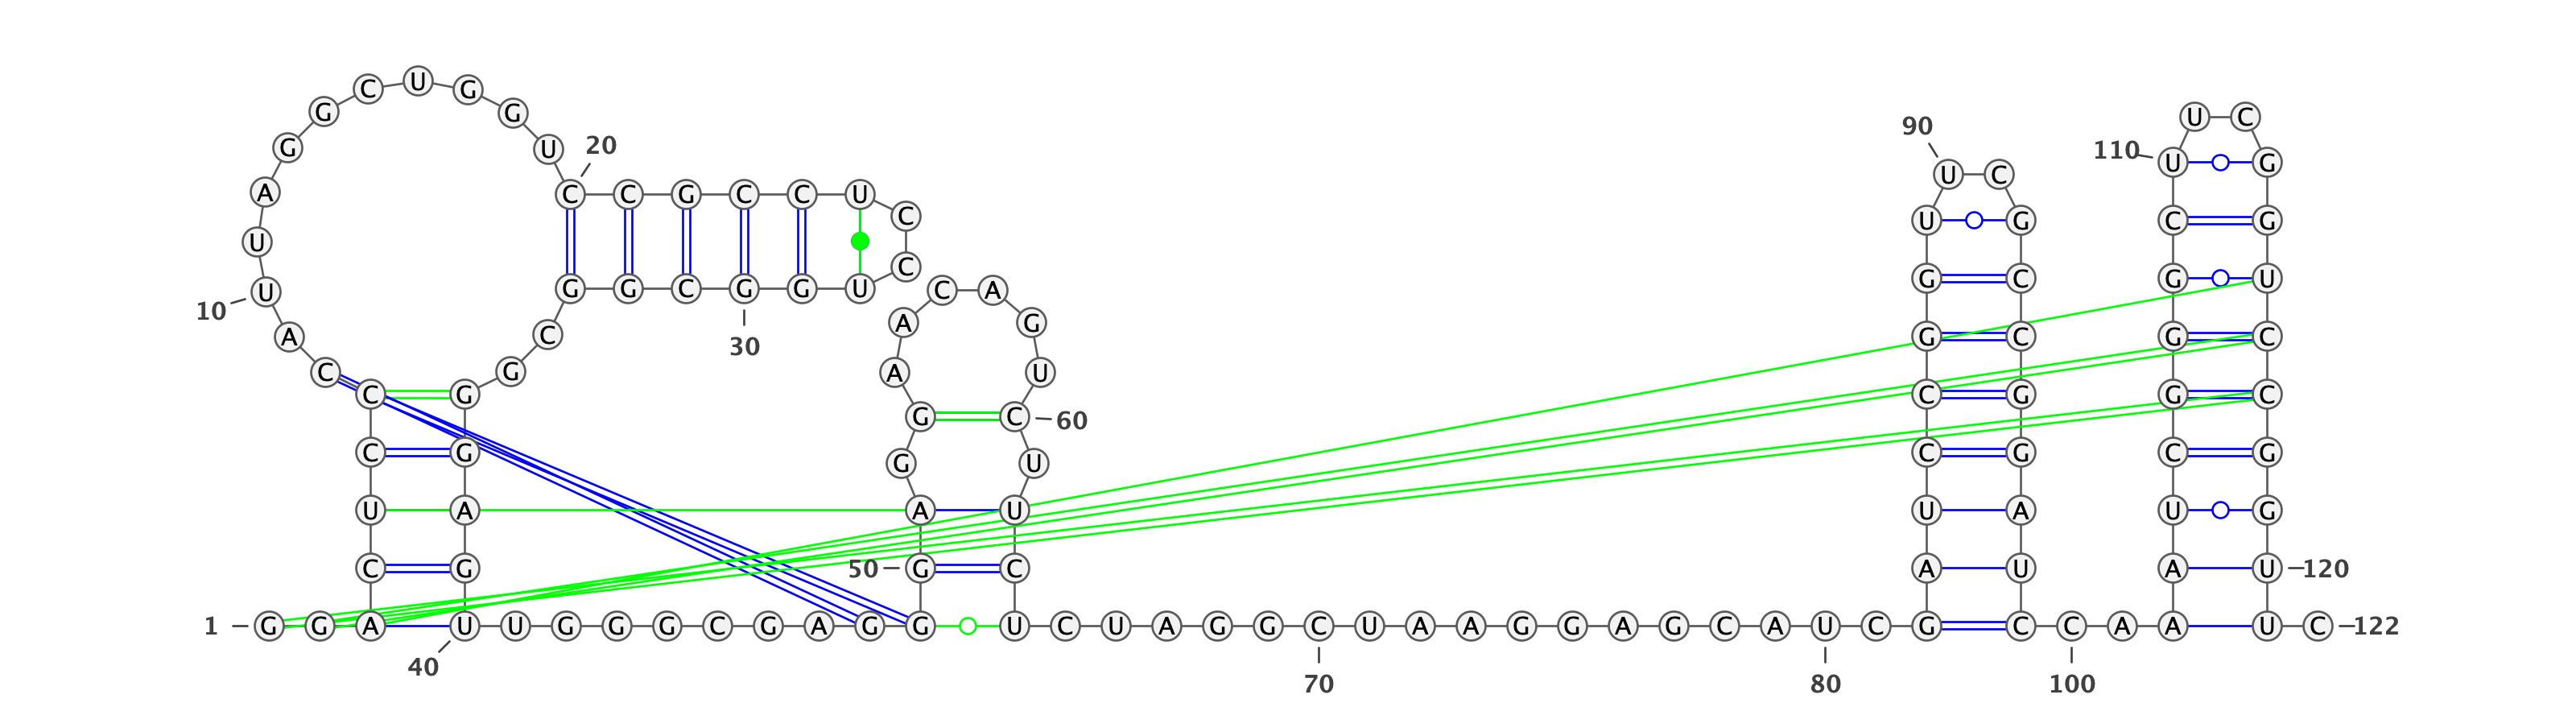 1
G G A C U C C C A U
10
U A G G C U G G U C
20
C G C C U C C U G G
30
C G G C G G G A G U
40
U G G G C G A G G G
50
A G G A A C A G U C
60
U U C U C U A G G C
70
U A A G G A G C A U
80
C G A U C C G G U U
90
C G C C G G A U C C
100
A A A U C G G G C U
110
U C G G U C C G G U
120
U C
122